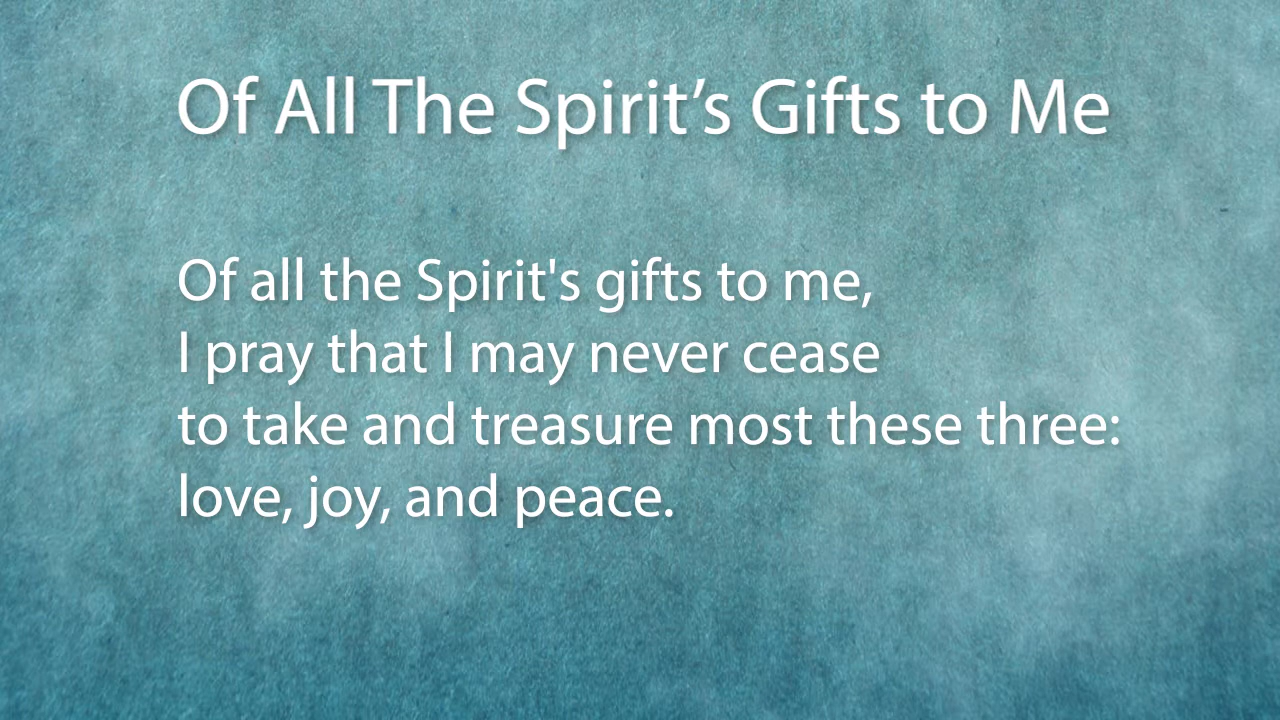 Of All The Spirit’s Gifts to Me
Of all the Spirit's gifts to me,
I pray that I may never cease
to take and treasure most these three:
love, joy, and peace.